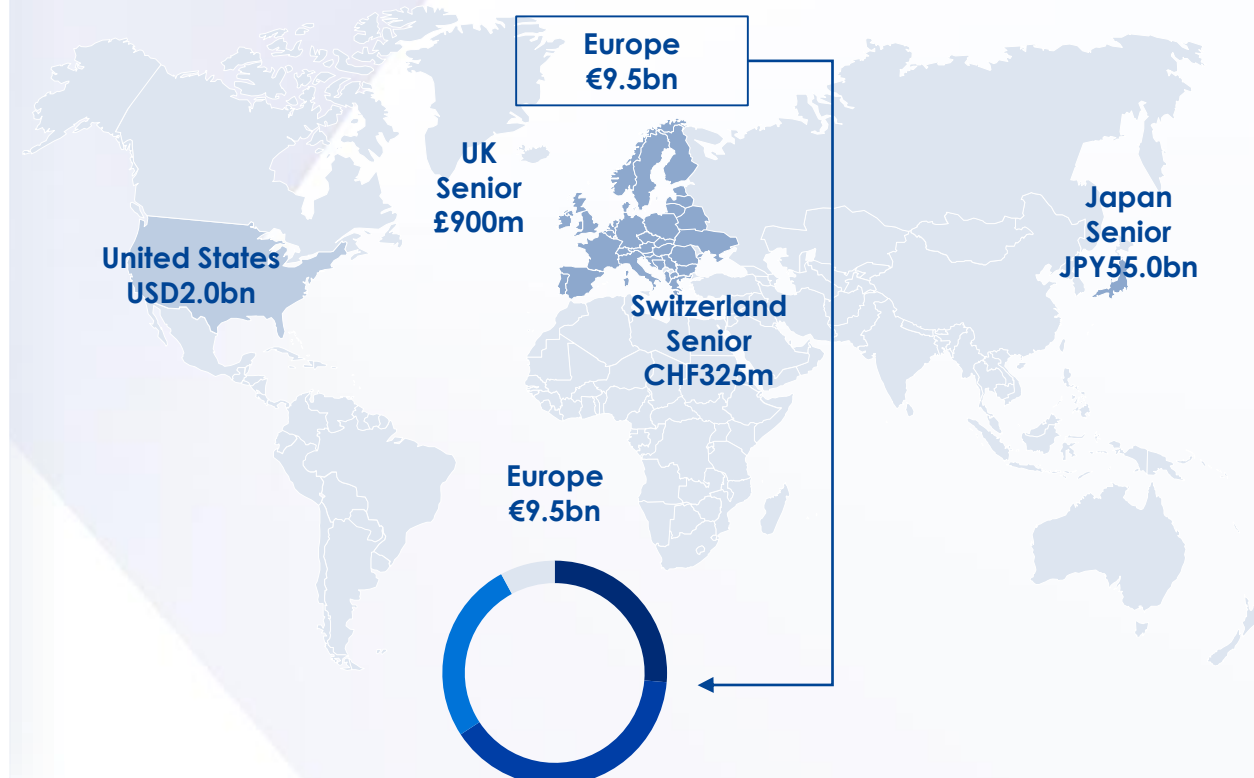 Europe
€9.5bn
UK
Senior
£900m
Japan
Senior
JPY55.0bn
United States
USD2.0bn
Switzerland
Senior
CHF325m
Europe
€9.5bn